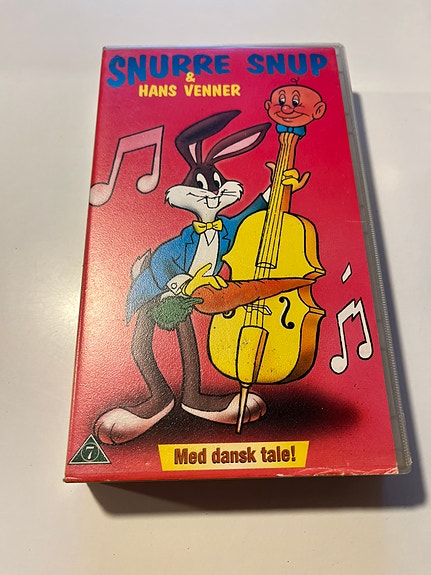 SNURRE SNUP
&
HANS VENNER
7
Med dansk tale!